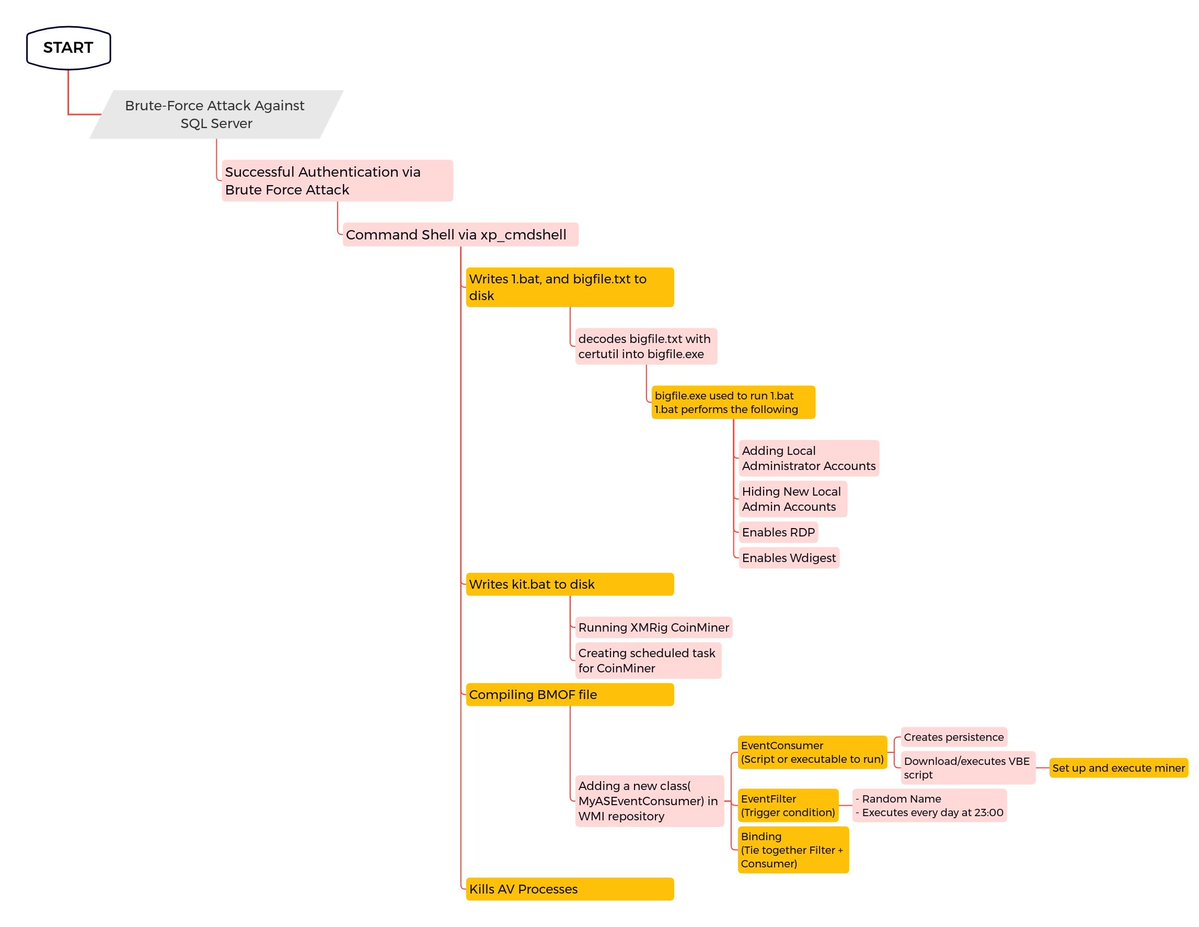 START
Brute-Force Attack Against
SQL Server
Successful Authentication via
Brute Force Attack
Command Shell via xp_cmdshell
Writes 1.bat, and bigfile.txt to
disk
decodes bigfile.txt with
certutil into bigfile.exe
bigfile.exe used to run 1.bat
1.bat performs the following
Adding Local
Administrator Accounts
Hiding New Local
Admin Accounts
Enables RDP
Enables Wdigest
Writes kit.bat to disk
Running XMRig CoinMiner
Creating scheduled task
for CoinMiner
Compiling BMOF file
Adding a new class(
MyASEventConsumer) in
WMI repository
EventConsumer
(Script or executable to run)
Creates persistence
Download/executes VBE
script
Set up and execute miner
EventFilter
(Trigger condition)
- Random Name
- Executes every day at 23:00
Binding
(Tie together Filter +
Consumer)
Kills AV Processes